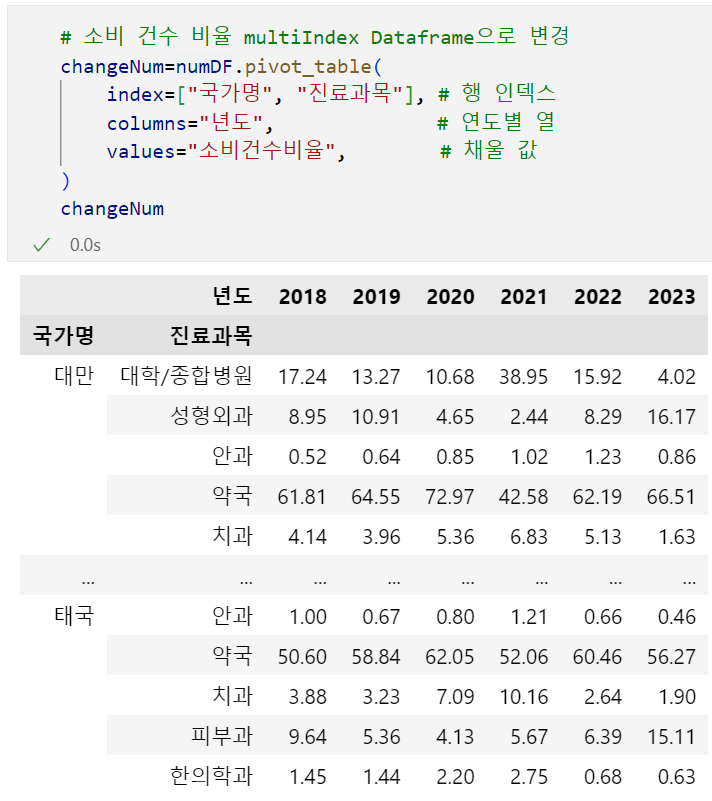 # 소비 건수 비율 multiIndex Dataframe으로 변경
changeNum=numDF.pivot_table(
index=["국가명", "진료과목"], # 행 인덱스
columns="년도", # 연도별 열
values="소비건수비율", # 채울 값
)
changeNum
0.0s
년도 2018 2019 2020 2021 2022 2023
국가명 진료과목
대만 대학/종합병원 17.24 13.27 10.68 38.95 15.92 4.02
성형외과 8.95 10.91 4.65 2.44 8.29 16.17
안과 0.52 0.64 0.85 1.02 1.23 0.86
약국 61.81 64.55 72.97 42.58 62.19 66.51
치과 4.14 3.96 5.36 6.83 5.13 1.63
... ... ... ... ... ... ... ...
태국 안과 1.00 0.67 0.80 1.21 0.66 0.46
약국 50.60 58.84 62.05 52.06 60.46 56.27
치과 3.88 3.23 7.09 10.16 2.64 1.90
피부과 9.64 5.36 4.13 5.67 6.39 15.11
한의학과 1.45 1.44 2.20 2.75 0.68 0.63